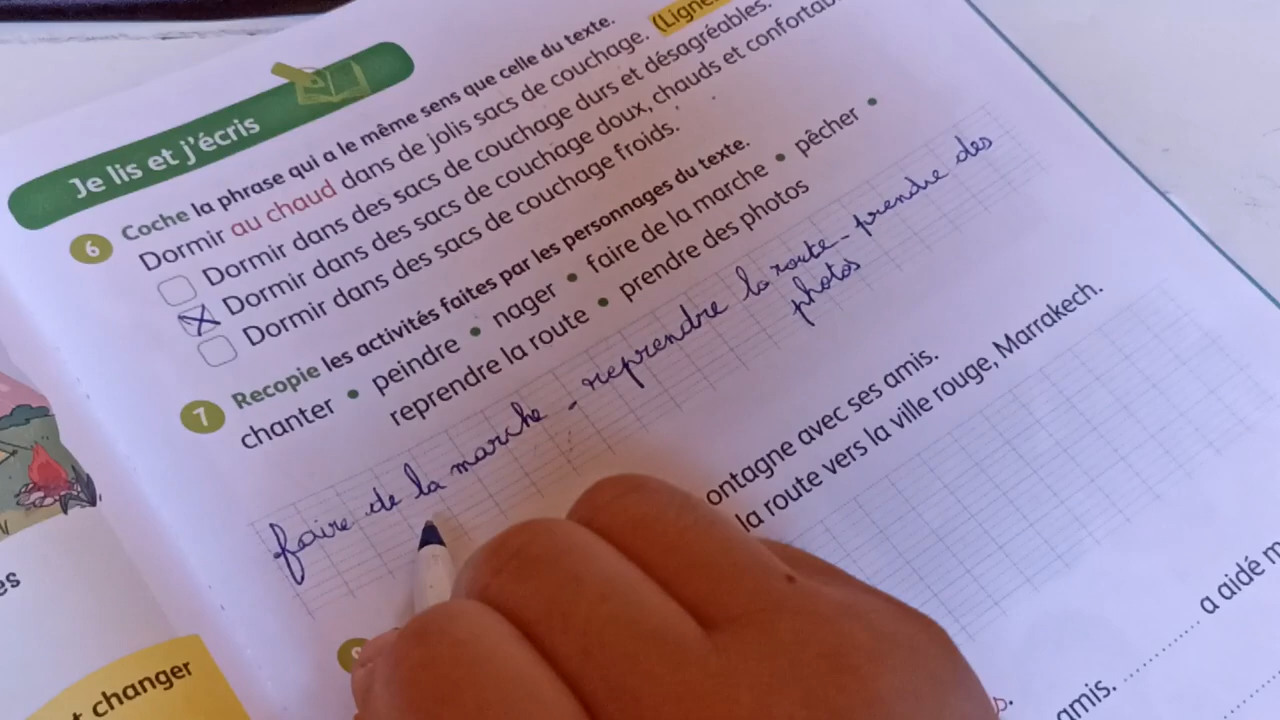 Je lis et j'écris
6 Coche la phrase qui a le même sens que celle du texte.
Dormir au chaud dans de jolis sacs de couchage. (Ligne
Dormir dans des sacs de couchage durs et désagréables.
Dormir dans des sacs de couchage doux, chauds et confortab
Dormir dans des sacs de couchage froids.
7 Recopie les activités faites par les personnages du texte.
chanter • peindre • nager • faire de la marche • pêcher •
reprendre la route • prendre des photos
faire de la marche - reprendre la route - prendre des
photos
ontagne avec ses amis.
la route vers la ville rouge, Marrakech.
a aidé m
amis.
s.
es
t changer